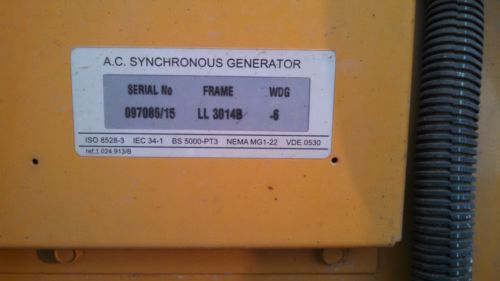 A.C. SYNCHRONOUS GENERATOR
SERIAL No FRAME WDG
097086/15 LL 3014B -6
ISO 8528-3 IEC 34-1 BS 5000-PT3 NEMA MG1-22 VDE 0530
ref:1.024.913/B